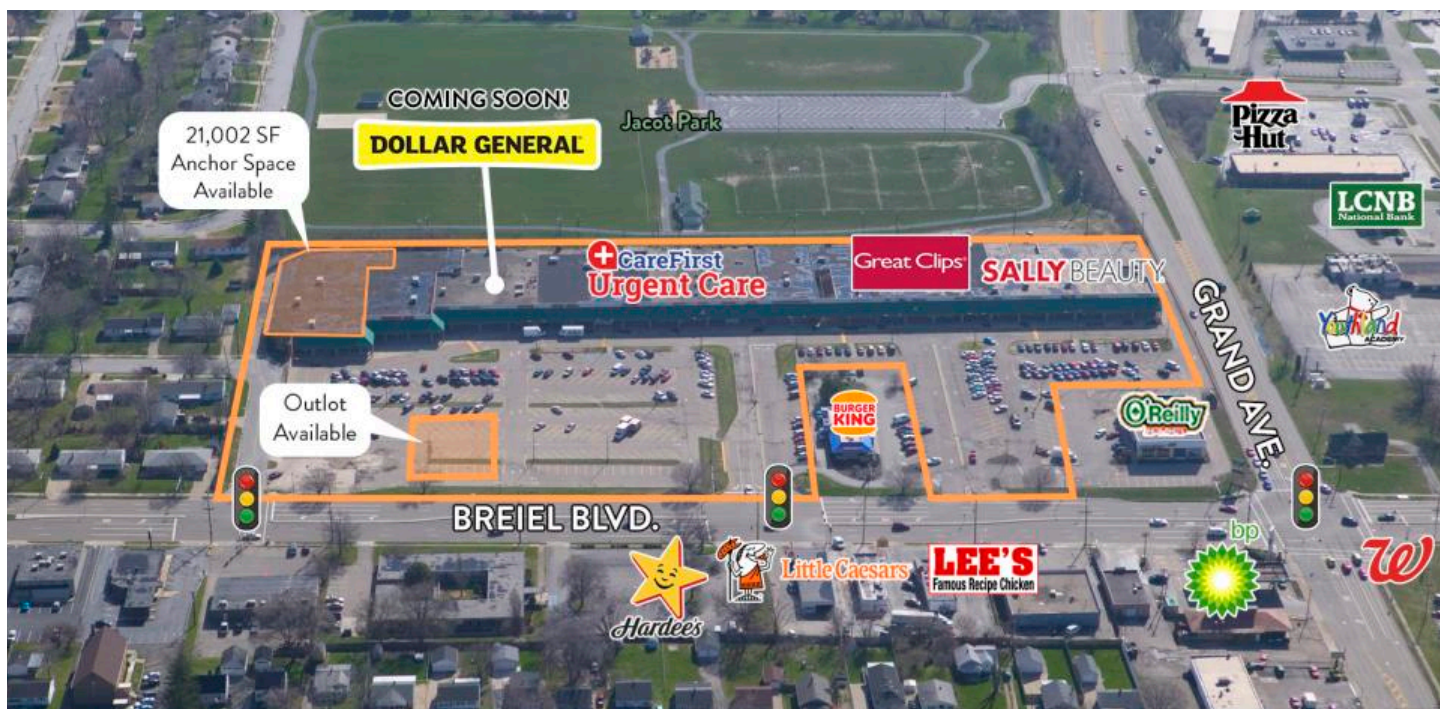 COMING SOON!
DOLLAR GENERAL
21,002 SF
Anchor Space
Available
Jacot Park
Pizza
Hut
LCNB
National Bank
CareFirst
Urgent Care
Great Clips
SALLY BEAUTY
GRAND AVE.
Youthland
ACADEMY
Outlot
Available
BURGER
KING
O'Reilly
BREIEL BLVD.
Hardee's
Little Caesars
LEE'S
Famous Recipe Chicken
bp
W